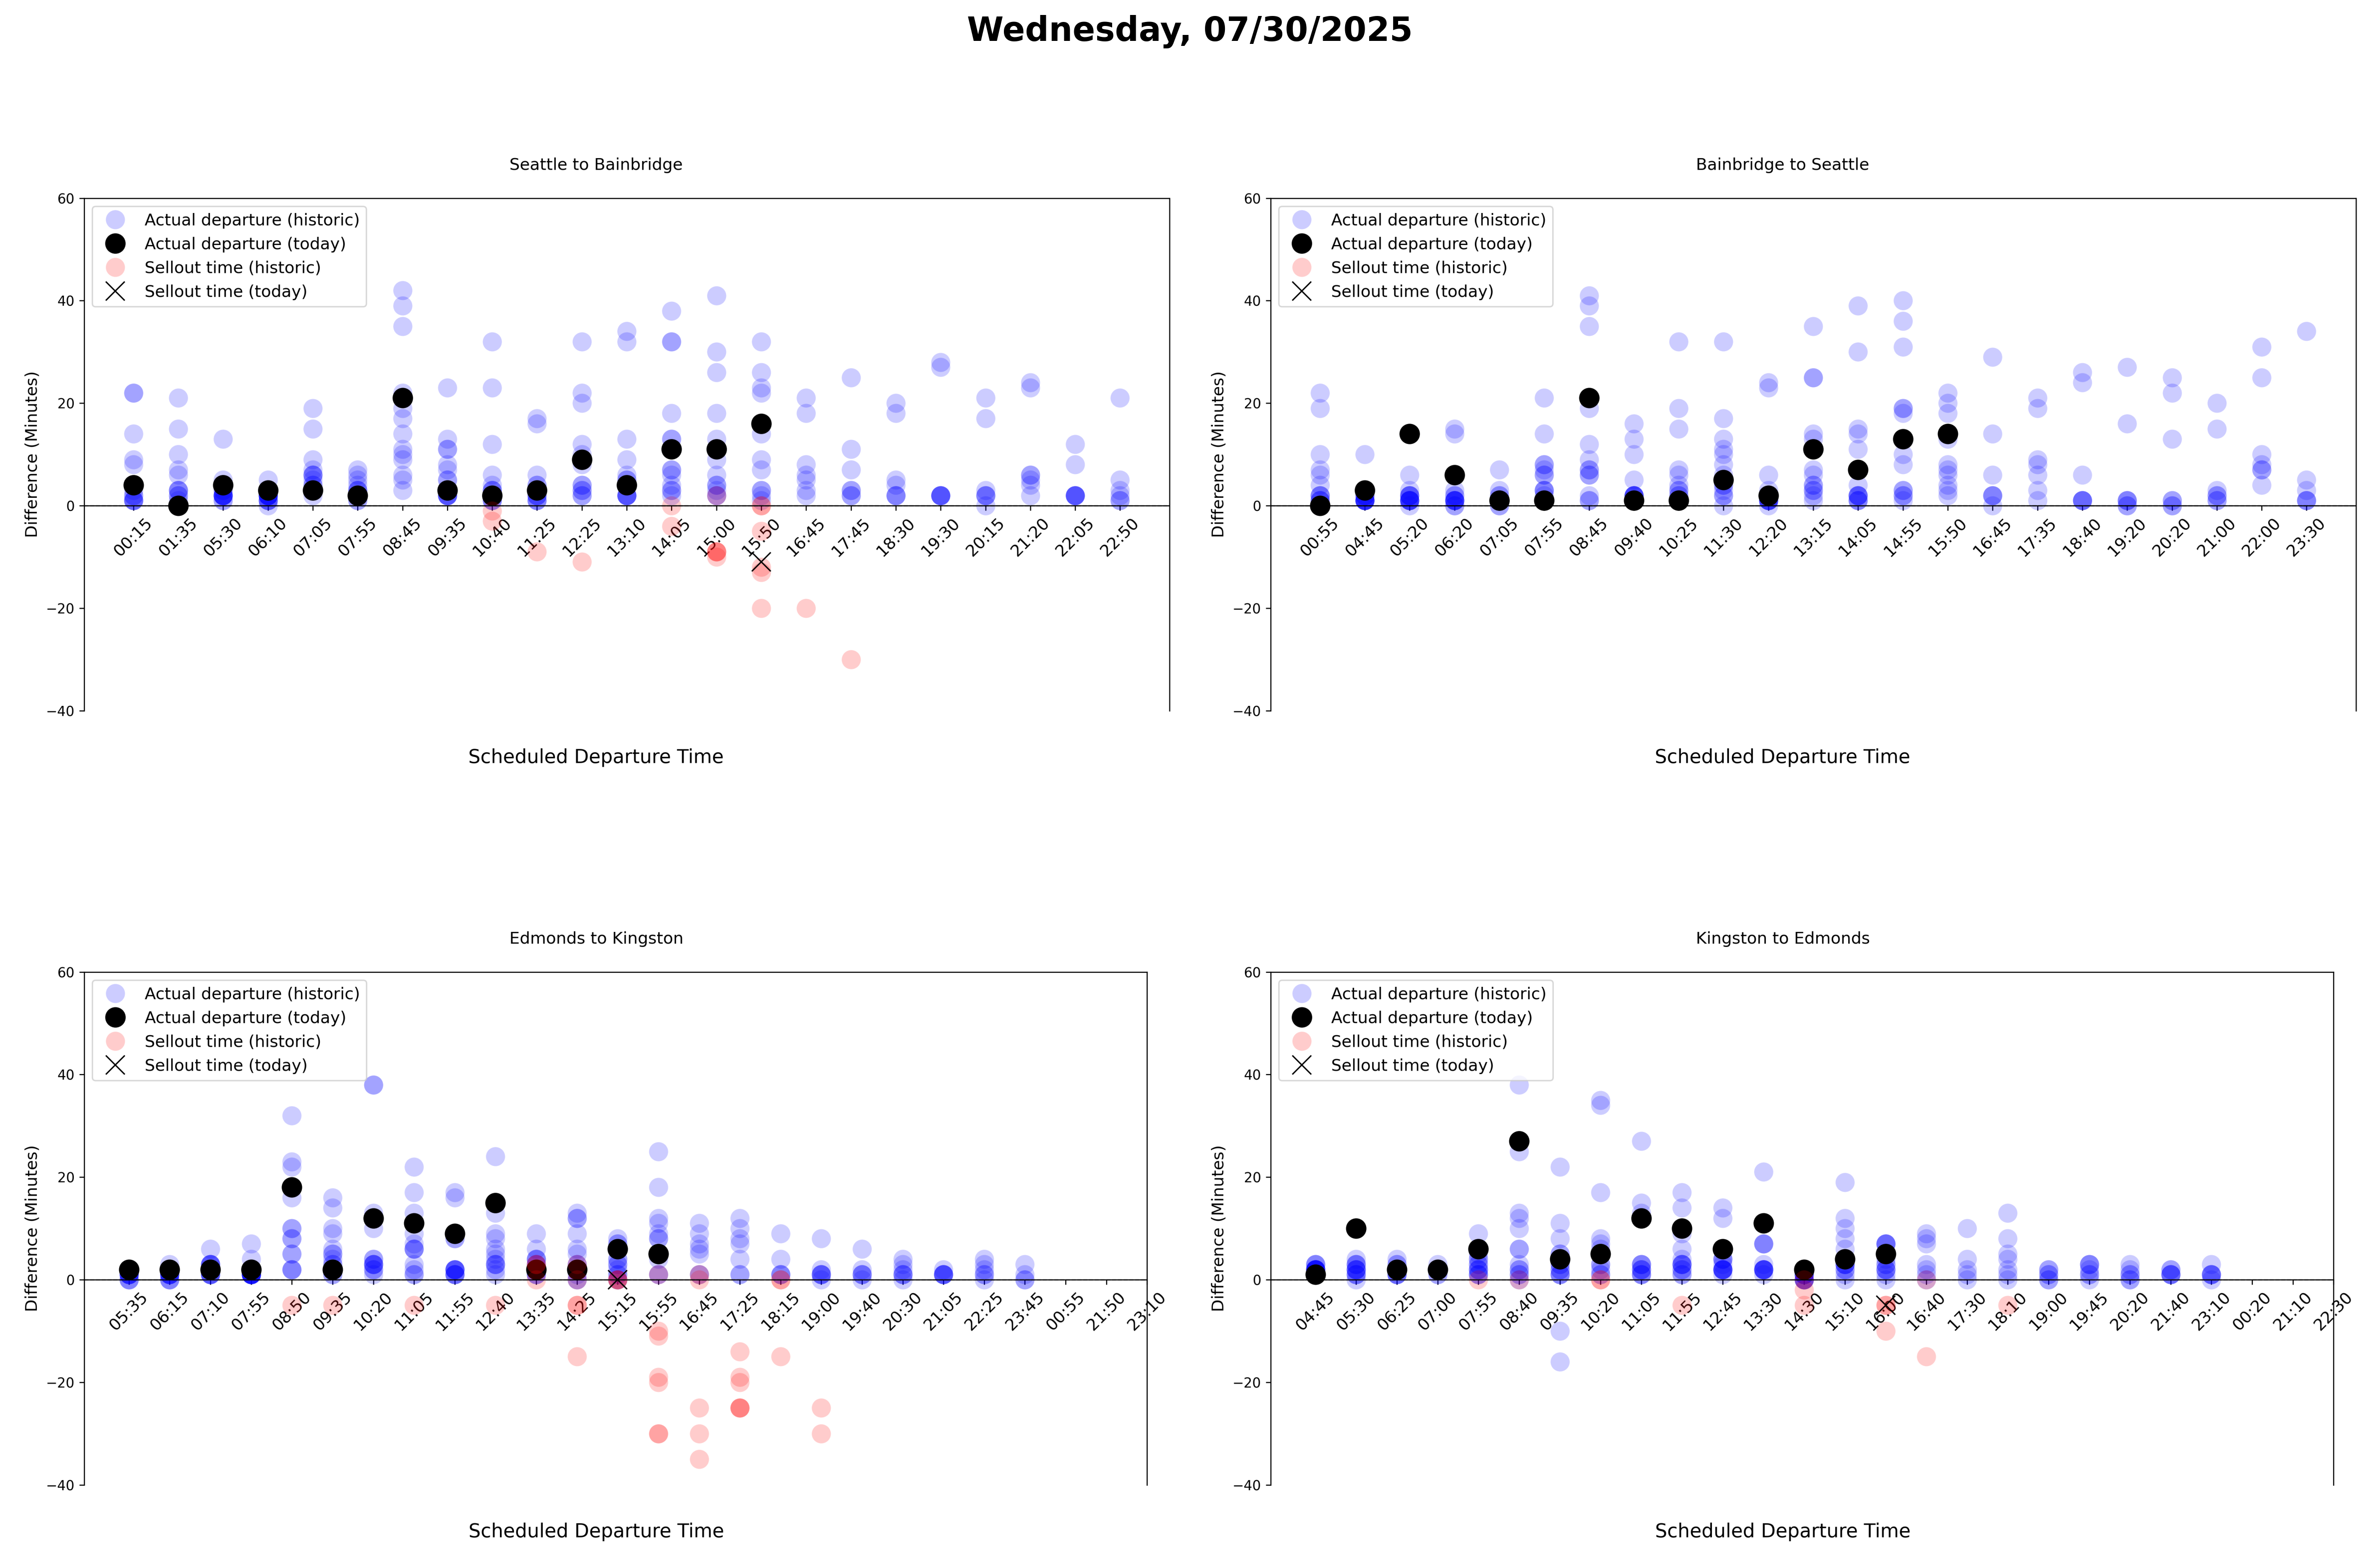 Wednesday, 07/30/2025
Seattle to Bainbridge
Difference (Minutes)
60
40
20
0
−20
−40
Actual departure (historic)
Actual departure (today)
Sellout time (historic)
Sellout time (today)
00:15 01:35 05:30 06:10 07:05 07:55 08:45 09:35 10:40 11:25 12:25 13:10 14:05 15:00 15:50 16:45 17:45 18:30 19:30 20:15 21:20 22:05 22:50
Scheduled Departure Time
Bainbridge to Seattle
Difference (Minutes)
60
40
20
0
−20
−40
Actual departure (historic)
Actual departure (today)
Sellout time (historic)
Sellout time (today)
00:55 04:45 05:20 06:20 07:05 07:55 08:45 09:40 10:25 11:30 12:20 13:15 14:05 14:55 15:50 16:45 17:35 18:40 19:20 20:20 21:00 22:00 23:30
Scheduled Departure Time
Edmonds to Kingston
Difference (Minutes)
60
40
20
0
−20
−40
Actual departure (historic)
Actual departure (today)
Sellout time (historic)
Sellout time (today)
05:35 06:15 07:10 07:55 08:50 09:35 10:20 11:05 11:55 12:40 13:35 14:25 15:15 15:55 16:45 17:25 18:15 19:00 19:40 20:30 21:05 22:25 23:45 00:55 21:50 23:10
Scheduled Departure Time
Kingston to Edmonds
Difference (Minutes)
60
40
20
0
−20
−40
Actual departure (historic)
Actual departure (today)
Sellout time (historic)
Sellout time (today)
04:45 05:30 06:25 07:00 07:55 08:40 09:35 10:20 11:05 11:55 12:45 13:30 14:30 15:10 16:40 17:30 18:10 19:00 19:45 20:20 21:40 23:10 00:20 21:10 22:30
Scheduled Departure Time